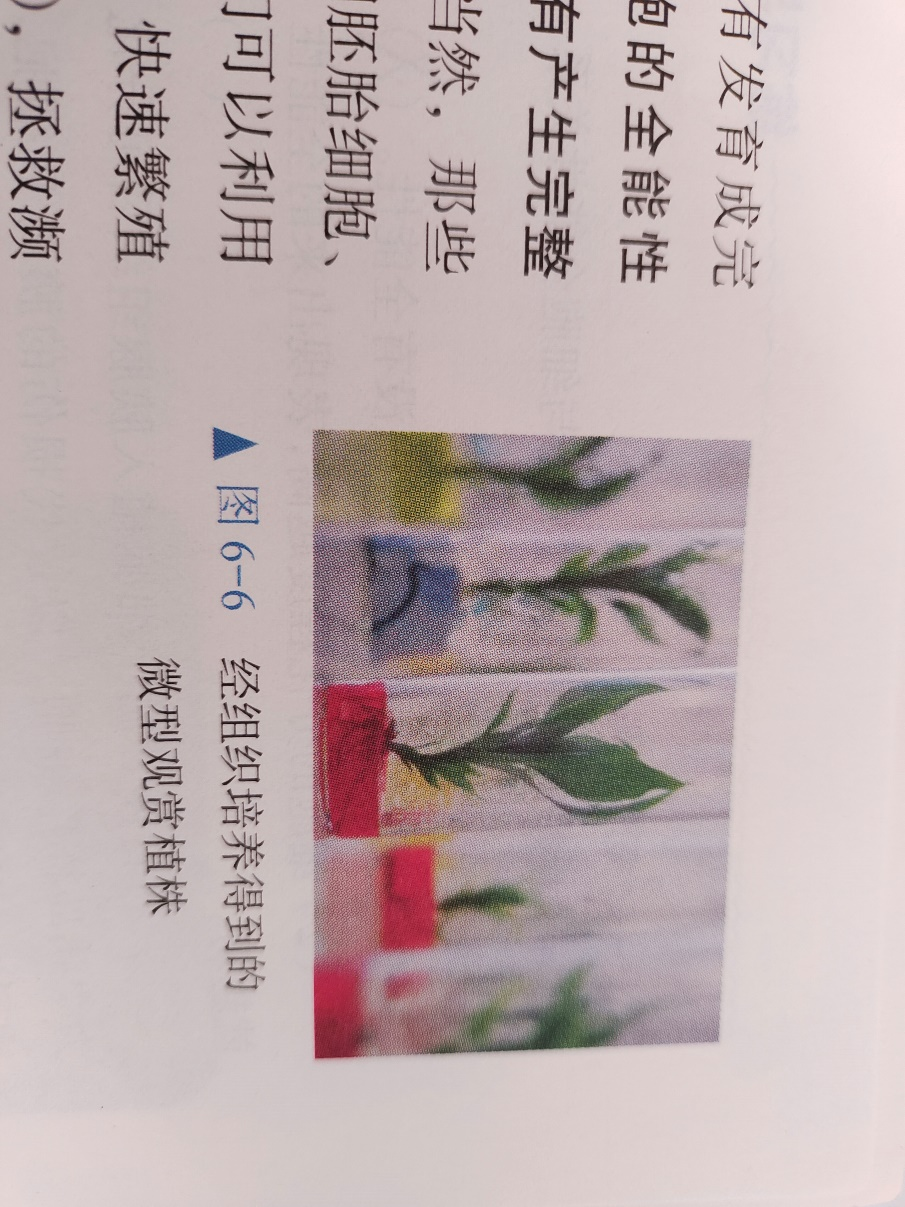 有发育成完
胞的全能性
有产生完整
当然，那些
胚胎细胞、
可以利用
快速繁殖
），拯救濒
▲ 图 6-6 经组织培养得到的
微型观赏植株